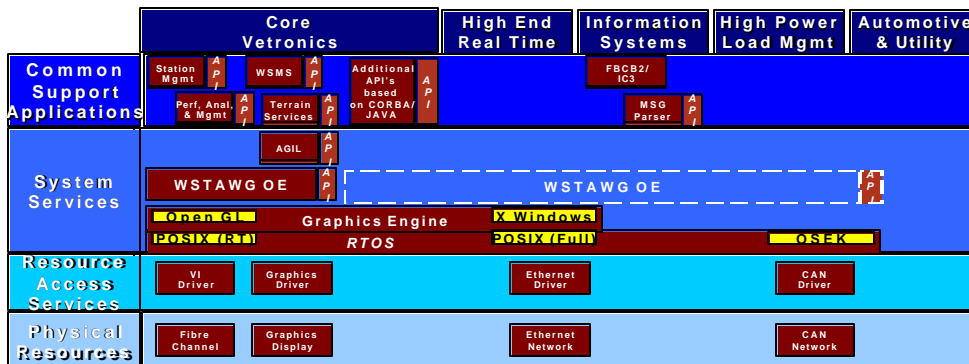 Core
Vetronics
High End
Real Time
Information
Systems
High Power
Load Mgmt
Automotive
& Utility
Common
Support
Applications
Station
Mgmt
API
WSMS
API
Additional
API's
based
on CORBA/
JAVA
API
FBCB2/
IC3
Perf, Anal,
& Mgmt
API
Terrain
Services
API
MSG
Parser
API
System
Services
AGIL
API
WSTAWG OE
API
WSTAWG OE
API
Open GL
Graphics Engine
X Windows
POSIX (RT)
RTOS
POSIX (Full)
OSEK
Resource
Access
Services
VI
Driver
Graphics
Driver
Ethernet
Driver
CAN
Driver
Physical
Resources
Fibre
Channel
Graphics
Display
Ethernet
Network
CAN
Network